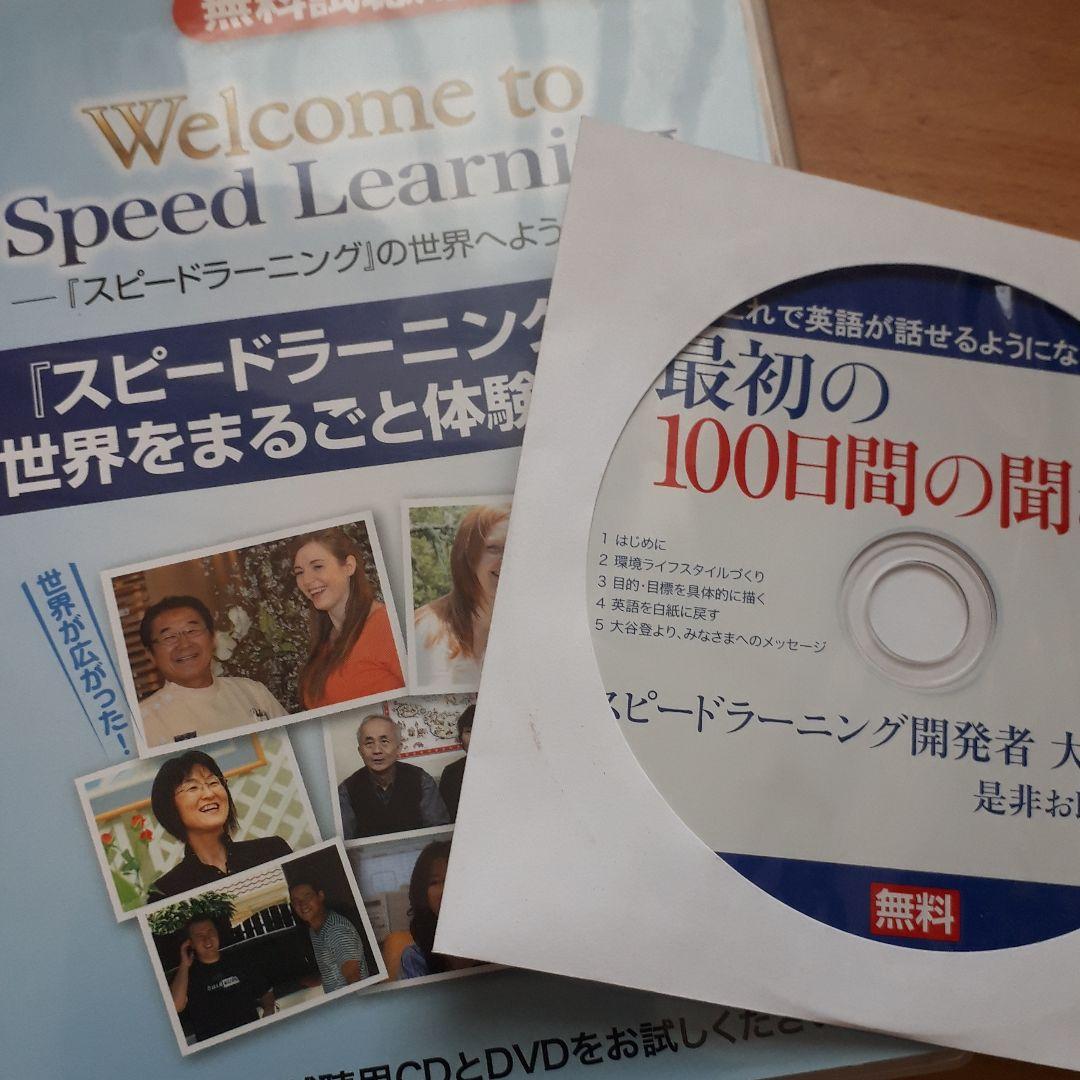 無料試聴
Welcome to
Speed Learning
―『スピードラーニング』の世界へよう
『スピードラーニング
世界をまるごと体験
世界が広がった!
試聴用CDとDVDをお試しください
これで英語が話せるようにな
最初の
100日間の聞
1 はじめに
2 環境ライフスタイルづくり
3 目的・目標を具体的に描く
4 英語を白紙に戻す
5 大谷登より、みなさまへのメッセージ
スピードラーニング開発者 大
是非お
無料